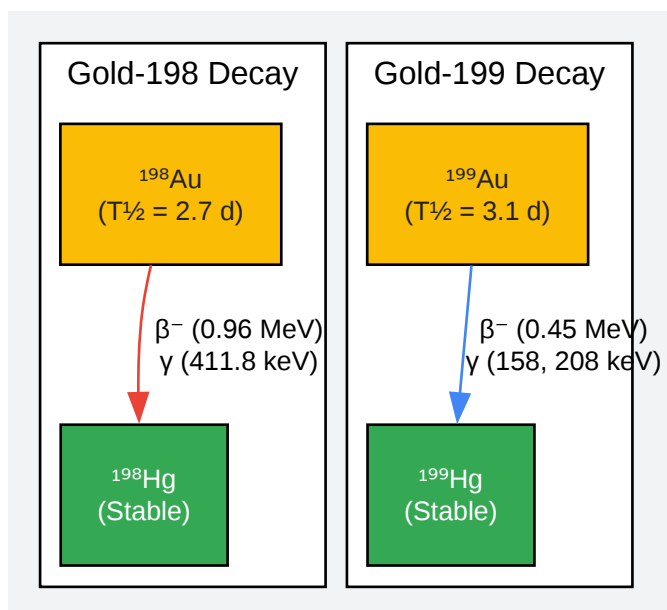 Gold-198 Decay
¹⁹⁸Au
(T½ = 2.7 d)
β⁻ (0.96 MeV)
γ (411.8 keV)
¹⁹⁸Hg
(Stable)
Gold-199 Decay
¹⁹⁹Au
(T½ = 3.1 d)
β⁻ (0.45 MeV)
γ (158, 208 keV)
¹⁹⁹Hg
(Stable)